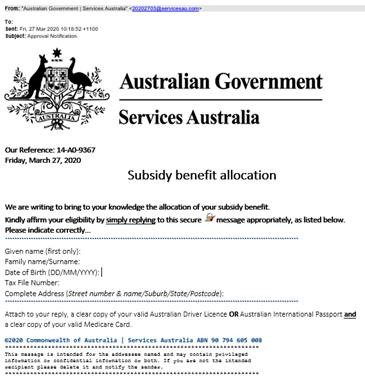 From: "Australian Government | Services Australia" <20202703@servicesau.com>
To:
Sent: Fri, 27 Mar 2020 10:18:52 +1100
Subject: Approval Notification
AUSTRALIA
Australian Government
Services Australia
Our Reference: 14-A0-9367
Friday, March 27, 2020
Subsidy benefit allocation
We are writing to bring to your knowledge the allocation of your subsidy benefit.
Kindly affirm your eligibility by simply replying to this secure message appropriately, as listed below.
Please indicate correctly...
Given name (first only):
Family name/Surname:
Date of Birth (DD/MM/YYYY):
Tax File Number:
Complete Address (Street number & name/Suburb/State/Postcode):
Attach to your reply, a clear copy of your valid Australian Driver Licence OR Australian International Passport and
a clear copy of your valid Medicare Card.
©2020 Commonwealth of Australia | Services Australia ABN 90 794 605 008
**********************************************************************
This message is intended for the addressee named and may contain privileged
information or confidential information or both. If you are not the intended
recipient please delete it and notify the sender.
**********************************************************************